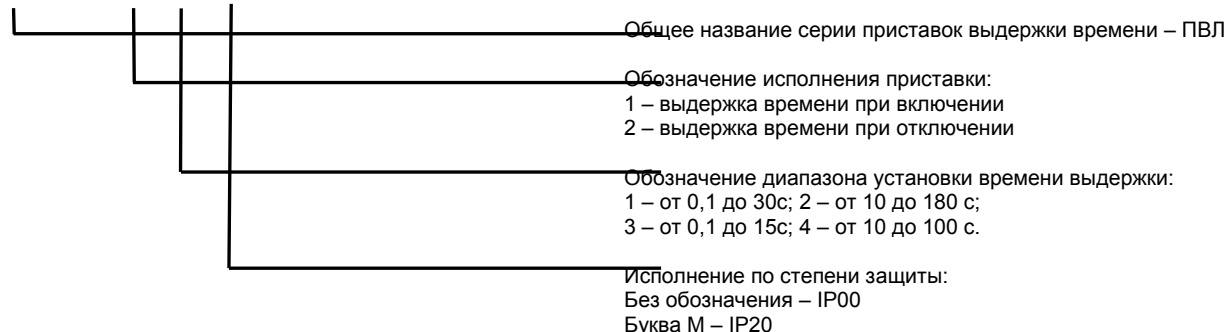 Общее название серии приставок выдержки времени – ПВЛ
Обозначение исполнения приставки:
1 – выдержка времени при включении
2 – выдержка времени при отключении
Обозначение диапазона установки времени выдержки:
1 – от 0,1 до 30с; 2 – от 10 до 180 с;
3 – от 0,1 до 15с; 4 – от 10 до 100 с.
Исполнение по степени защиты:
Без обозначения – IP00
Буква М – IP20